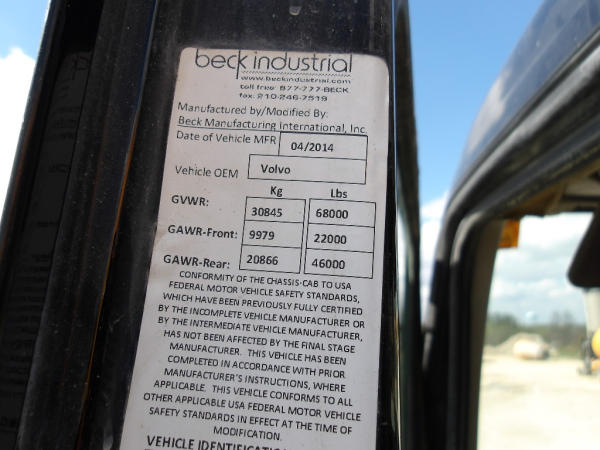 beck industrial
www.beckindustrial.com
toll free: 877-777-BECK
fax: 210-246-7519
Manufactured by/Modified By:
Beck Manufacturing International, Inc.
Date of Vehicle MFR 04/2014
Vehicle OEM Volvo
Kg Lbs
GVWR: 30845 68000
GAWR-Front: 9979 22000
GAWR-Rear: 20866 46000
CONFORMITY OF THE CHASSIS-CAB TO USA
FEDERAL MOTOR VEHICLE SAFETY STANDARDS,
WHICH HAVE BEEN PREVIOUSLY FULLY CERTIFIED
BY THE INCOMPLETE VEHICLE MANUFACTURER OR
BY THE INTERMEDIATE VEHICLE MANUFACTURER,
HAS NOT BEEN AFFECTED BY THE FINAL STAGE
MANUFACTURER. THIS VEHICLE HAS BEEN
COMPLETED IN ACCORDANCE WITH PRIOR
MANUFACTURER'S INSTRUCTIONS, WHERE
APPLICABLE. THIS VEHICLE CONFORMS TO ALL
OTHER APPLICABLE USA FEDERAL MOTOR VEHICLE
SAFETY STANDARDS IN EFFECT AT THE TIME OF
MODIFICATION.
VEHICLE IDENTIFICATION